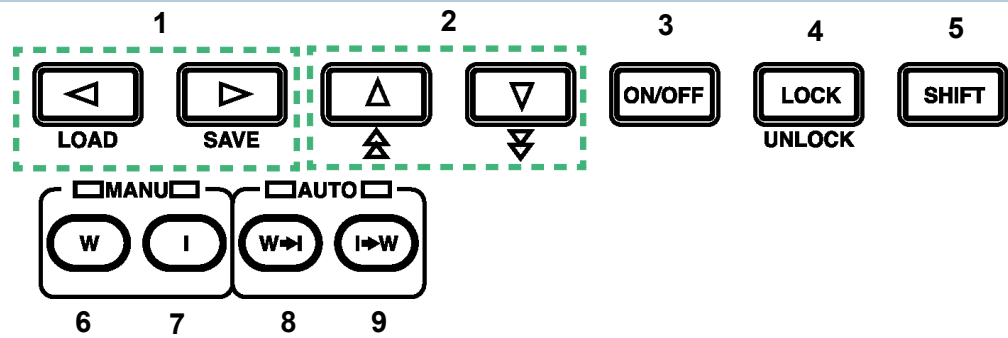 1 2 3 4 5
ON/OFF LOCK SHIFT
LOAD SAVE UNLOCK
MANU AUTO
W I W➔I I➔W
6 7 8 9